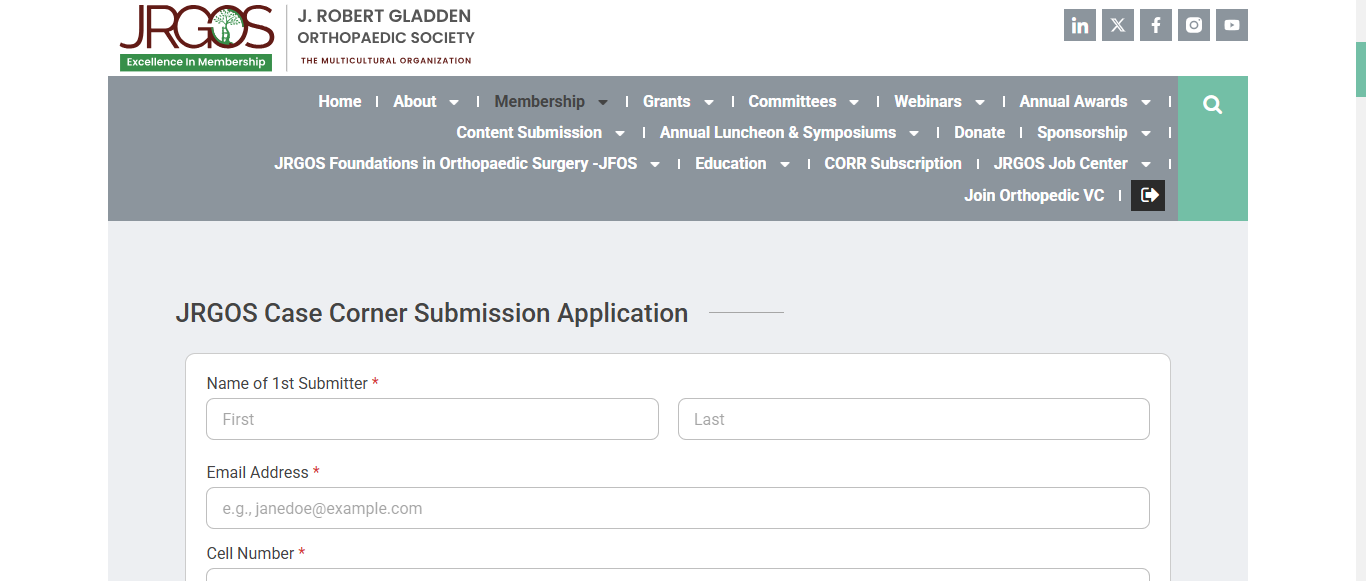 JRGOS
Excellence In Membership
J. ROBERT GLADDEN
ORTHOPAEDIC SOCIETY
THE MULTICULTURAL ORGANIZATION
Home About Membership Grants Committees Webinars Annual Awards
Content Submission Annual Luncheon & Symposiums Donate Sponsorship
JRGOS Foundations in Orthopaedic Surgery -JFOS Education CORR Subscription JRGOS Job Center
Join Orthopedic VC
JRGOS Case Corner Submission Application
Name of 1st Submitter *
First Last
Email Address *
e.g., janedoe@example.com
Cell Number *